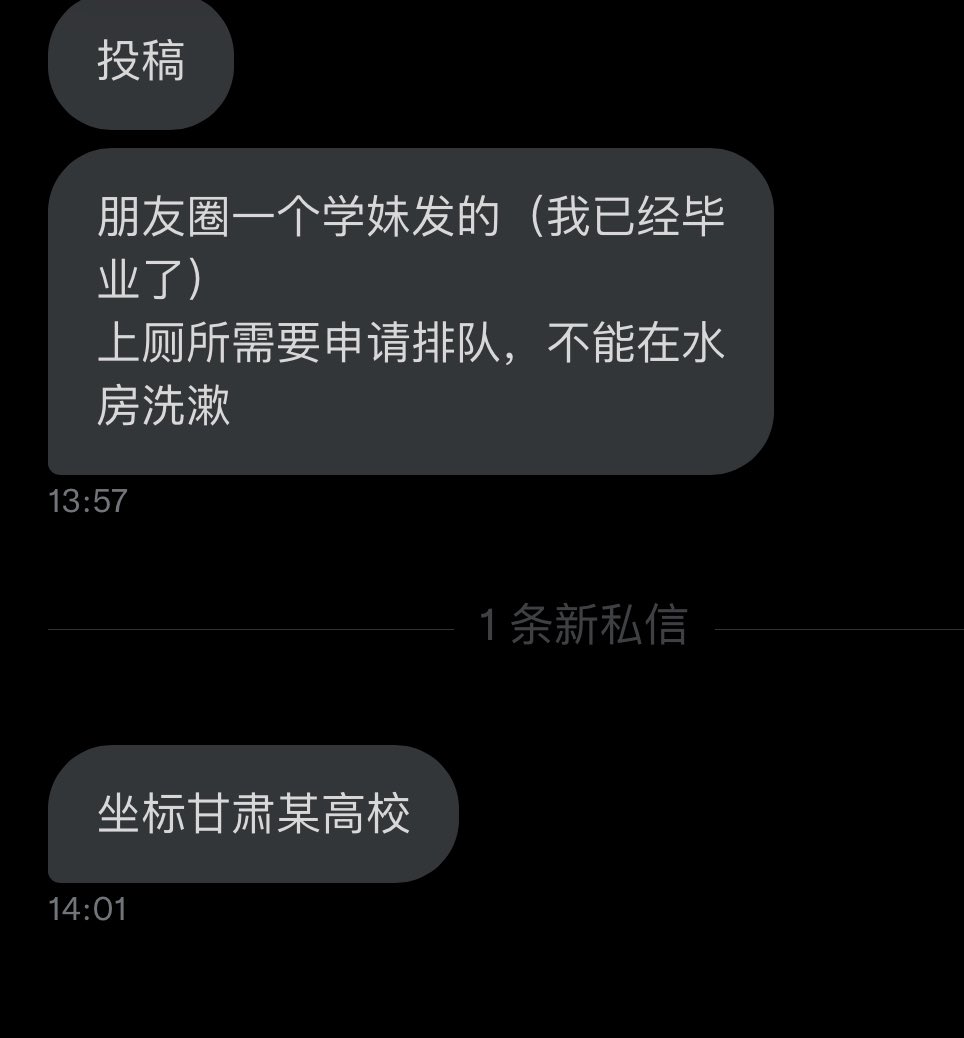 投稿
朋友圈一个学妹发的（我已经毕
业了）
上厕所需要申请排队，不能在水
房洗漱
13:57
1 条新私信
坐标甘肃某高校
14:01